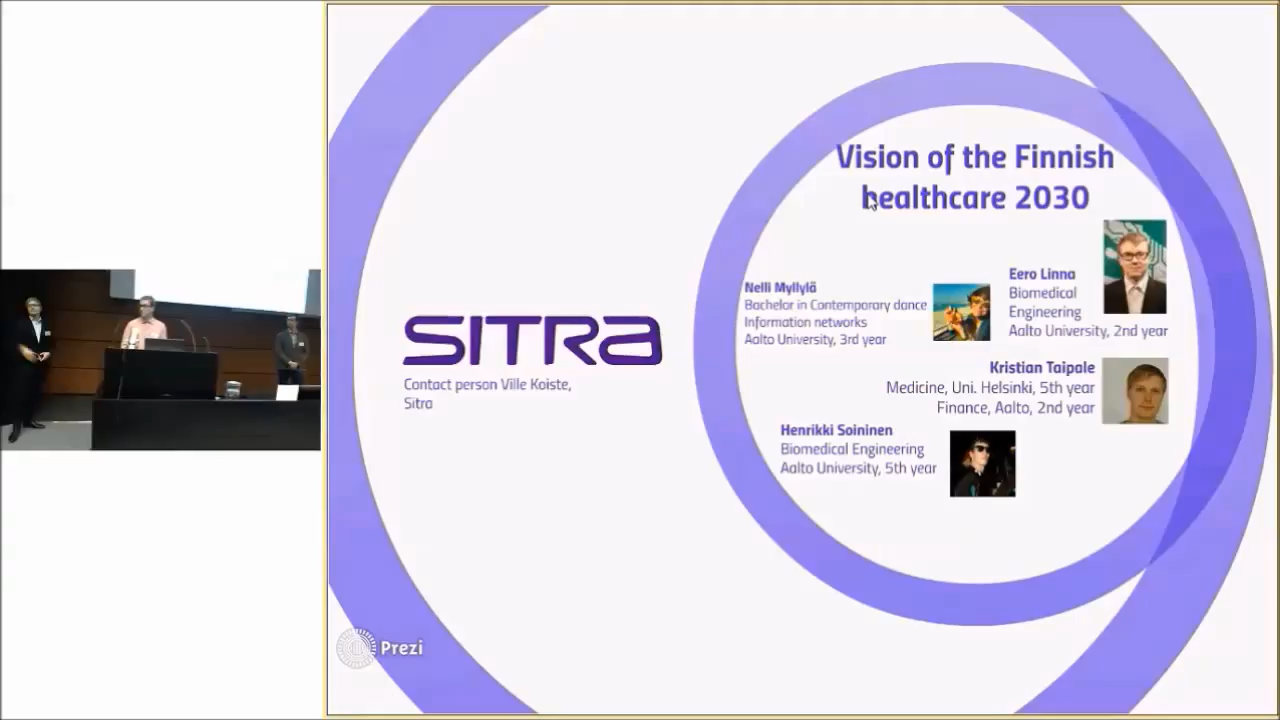 Vision of the Finnish
healthcare 2030
Nelli Myllylä
Bachelor in Contemporary dance
Information networks
Aalto University, 3rd year
Eero Linna
Biomedical
Engineering
Aalto University, 2nd year
SITRA
Contact person Ville Koiste,
Sitra
Kristian Taipale
Medicine, Uni. Helsinki, 5th year
Finance, Aalto, 2nd year
Henrikki Soininen
Biomedical Engineering
Aalto University, 5th year
Prezi